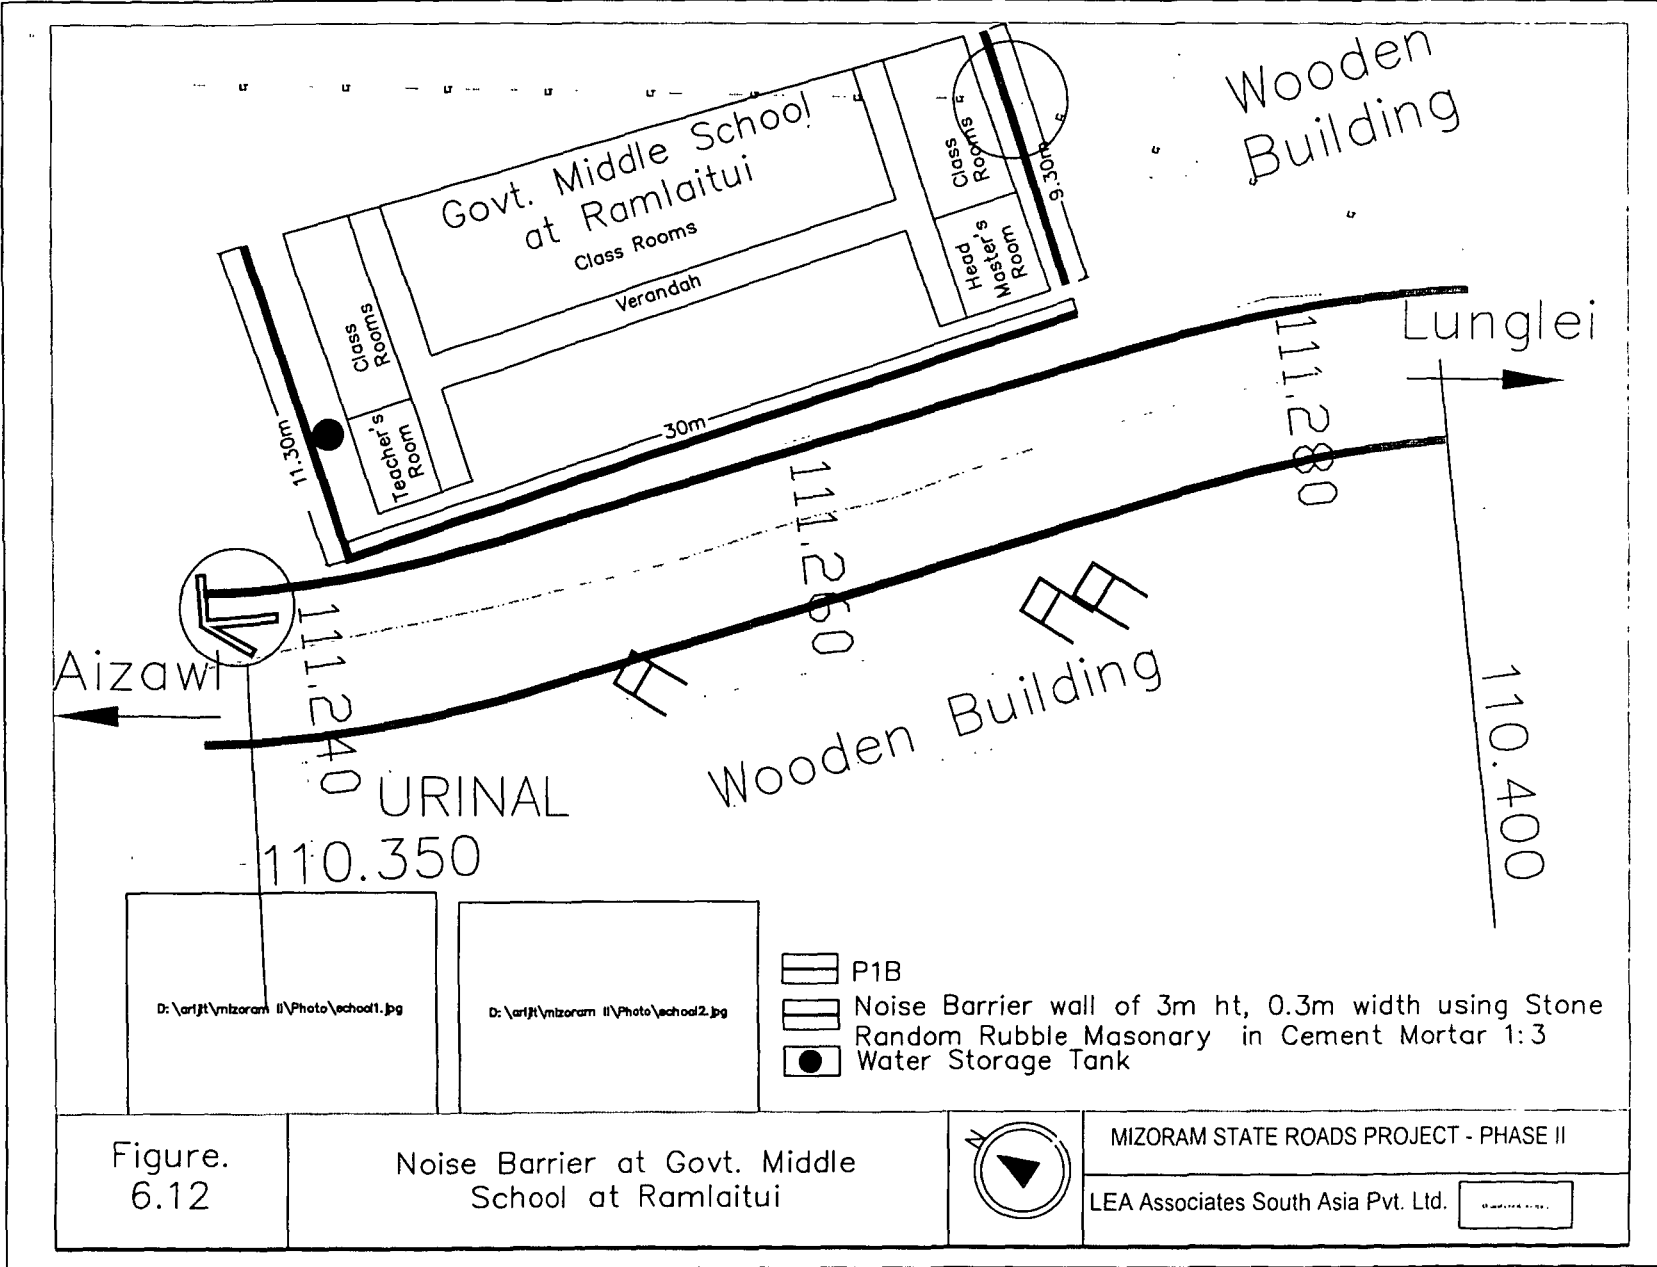 Wooden
Building
Govt. Middle School
at Ramlaitui
Class Rooms
Verandah
Class
Rooms
Head
Master's
Room
9.30m
Class
Rooms
Teacher's
Room
11.30m
30m
Lunglei
111.280
111.260
111.240
Aizawl
Wooden Building
URINAL
110.350
110.400
D:\arijit\mizoram II\Photo\school1.jpg
D:\arijit\mizoram II\Photo\school2.jpg
P1B
Noise Barrier wall of 3m ht, 0.3m width using Stone
Random Rubble Masonary in Cement Mortar 1:3
Water Storage Tank
Figure.
6.12
Noise Barrier at Govt. Middle
School at Ramlaitui
N
MIZORAM STATE ROADS PROJECT - PHASE II
LEA Associates South Asia Pvt. Ltd.